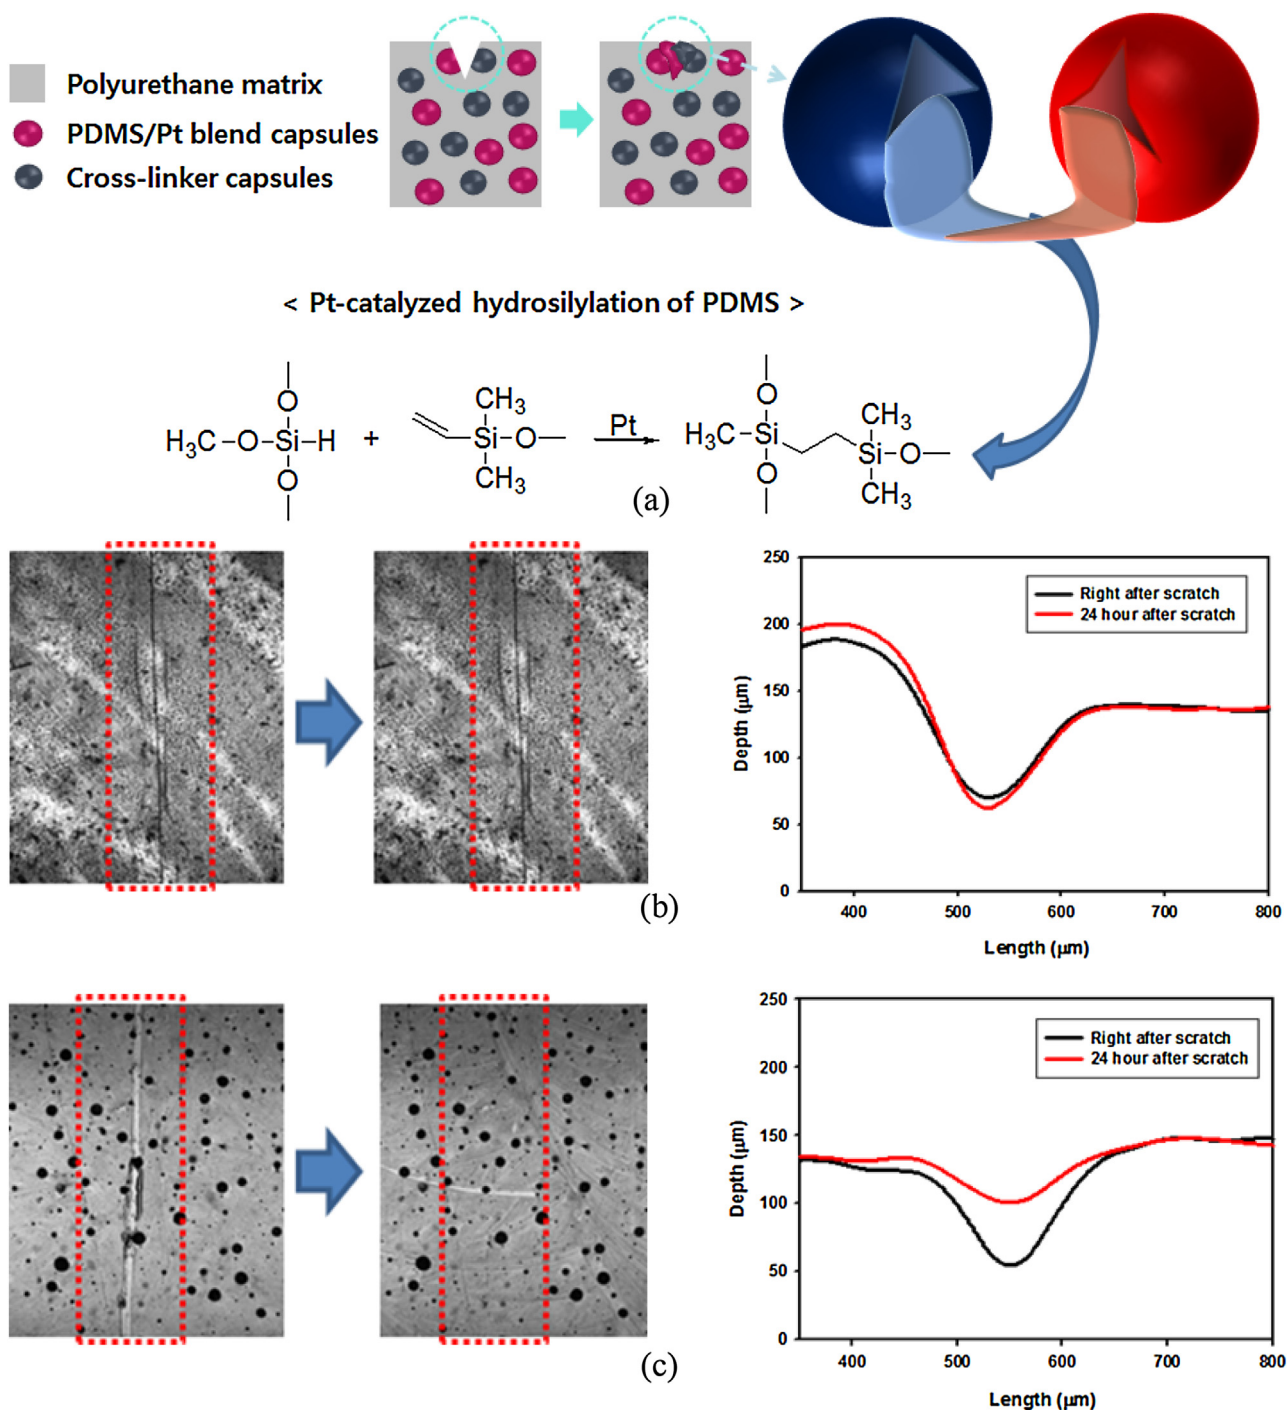 Polyurethane matrix
PDMS/Pt blend capsules
Cross-linker capsules
< Pt-catalyzed hydrosilylation of PDMS >
O
H₃C
O
Si
H
O
+
CH₃
Si
O
CH₃
Pt
O
H₃C
Si
O
CH₃
Si
O
CH₃
(a)
250
200
150
100
50
0
Depth (µm)
Right after scratch
24 hour after scratch
400
500
600
700
800
Length (µm)
(b)
250
200
150
100
50
0
Depth (µm)
Right after scratch
24 hour after scratch
400
500
600
700
800
Length (µm)
(c)